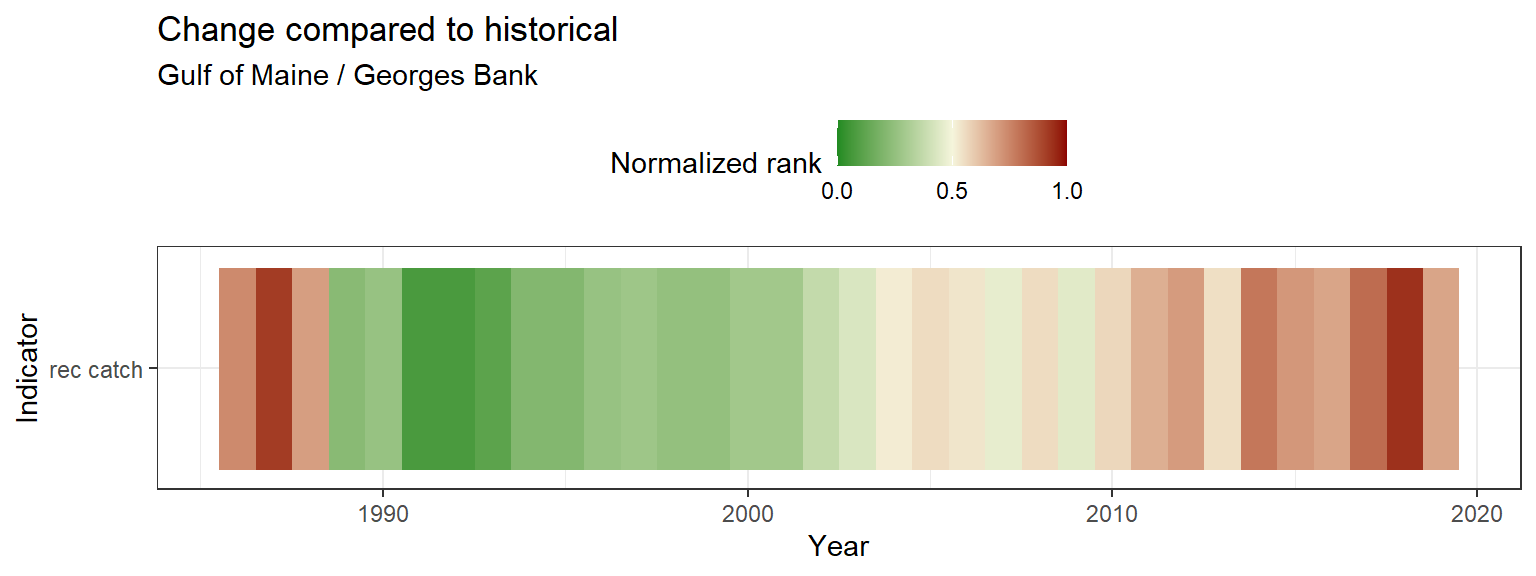 Change compared to historical
Gulf of Maine / Georges Bank
Normalized rank
0.0 0.5 1.0
Indicator
rec catch
1990 2000 2010 2020
Year